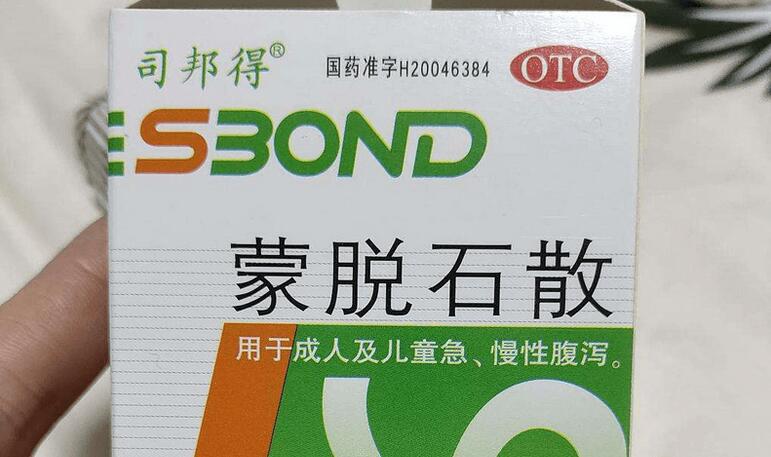 司邦得®
国药准字H20046384
OTC
SBOND
蒙脱石散
用于成人及儿童急、慢性腹泻。